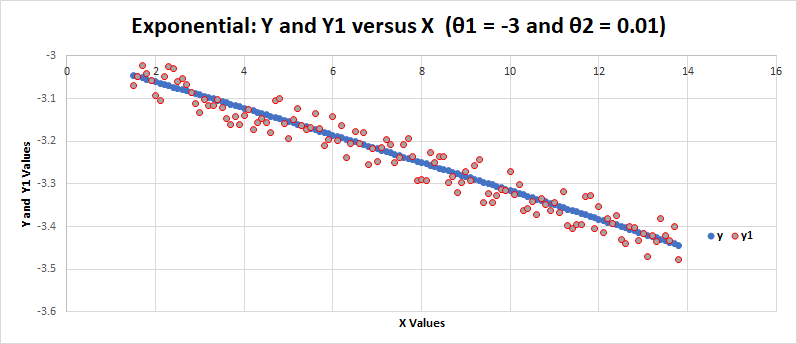 Exponential: Y and Y1 versus X  (θ1 = -3 and θ2 = 0.01)
-3
0 2 4 6 8 10 12 14 16
-3.1
-3.2
-3.3
-3.4
-3.5
-3.6
Y and Y1 Values
y y1
X Values